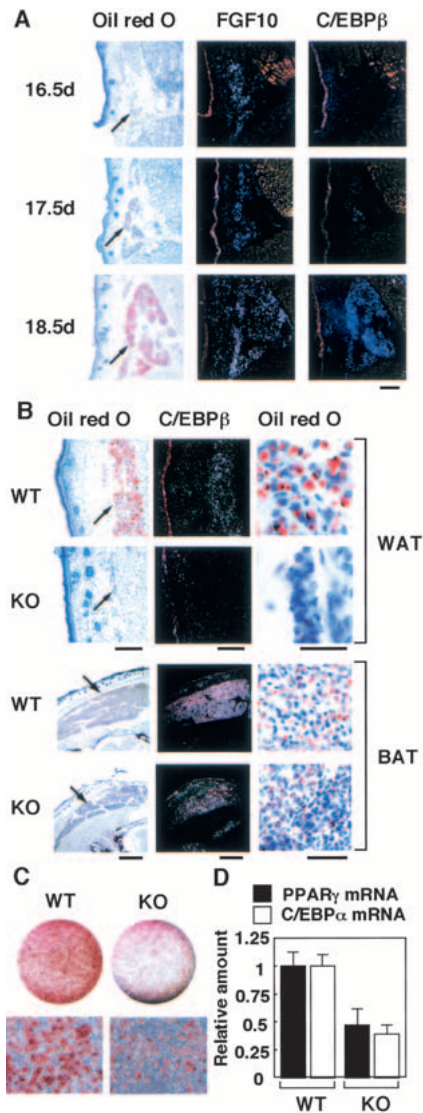 A
Oil red O FGF10 C/EBPβ
16.5d
17.5d
18.5d
B
Oil red O C/EBPβ Oil red O
WT
KO
WAT
WT
KO
BAT
C
WT KO
D
PPARγ mRNA
C/EBPα mRNA
Relative amount
1.25
1
0.75
0.5
0.25
0
WT KO